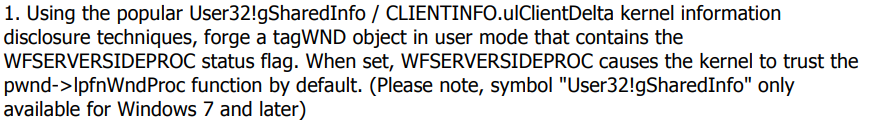 1. Using the popular User32!gSharedInfo / CLIENTINFO.ulClientDelta kernel information
disclosure techniques, forge a tagWND object in user mode that contains the
WFSERVERSIDEPROC status flag. When set, WFSERVERSIDEPROC causes the kernel to trust the
pwnd->lpfnWndProc function by default. (Please note, symbol "User32!gSharedInfo" only
available for Windows 7 and later)